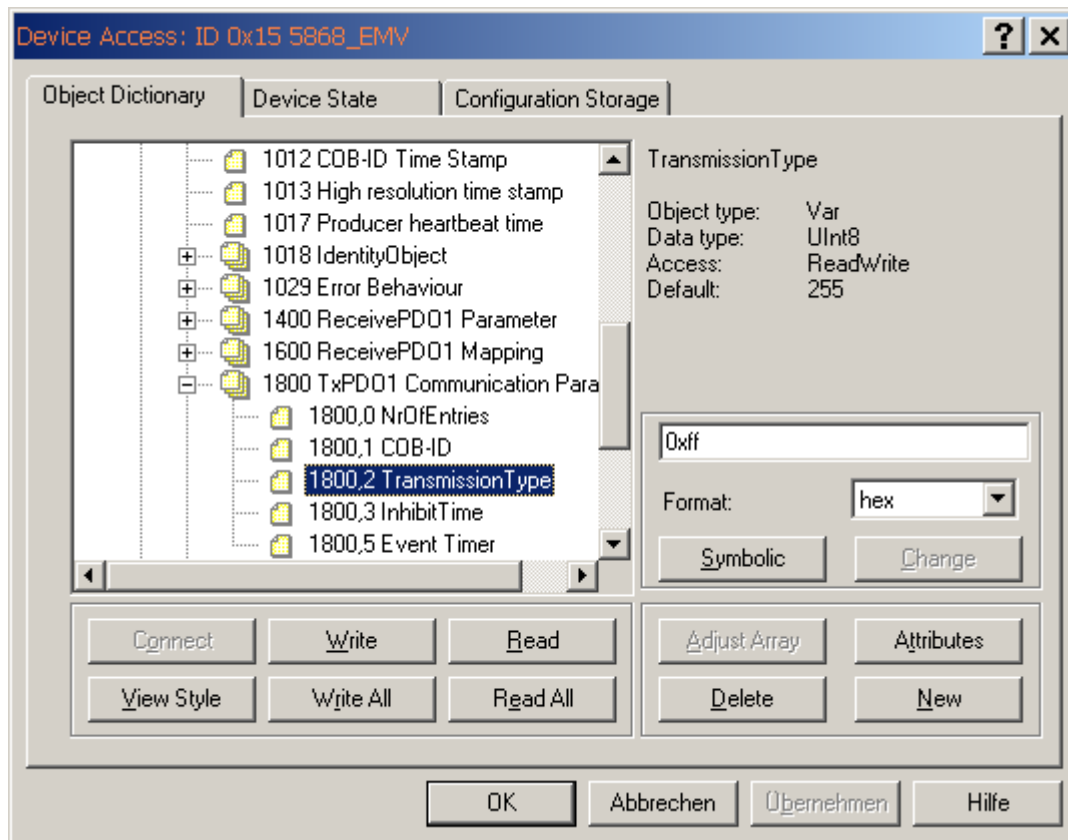 Device Access: ID 0x15 5868_EMV
Object Dictionary
Device State
Configuration Storage
1012 COB-ID Time Stamp
1013 High resolution time stamp
1017 Producer heartbeat time
1018 IdentityObject
1029 Error Behaviour
1400 ReceivePDO1 Parameter
1600 ReceivePDO1 Mapping
1800 TxPDO1 Communication Para
1800,0 NrOfEntries
1800,1 COB-ID
1800,2 TransmissionType
1800,3 InhibitTime
1800,5 Event Timer
TransmissionType
Object type: Var
Data type: UInt8
Access: ReadWrite
Default: 255
0xff
Format: hex
Symbolic
Change
Connect
Write
Read
View Style
Write All
Read All
Adjust Array
Attributes
Delete
New
OK
Abbrechen
Übernehmen
Hilfe